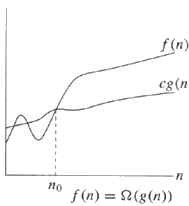 f(n)
cg(n
n
n₀
f(n) = Ω(g(n))